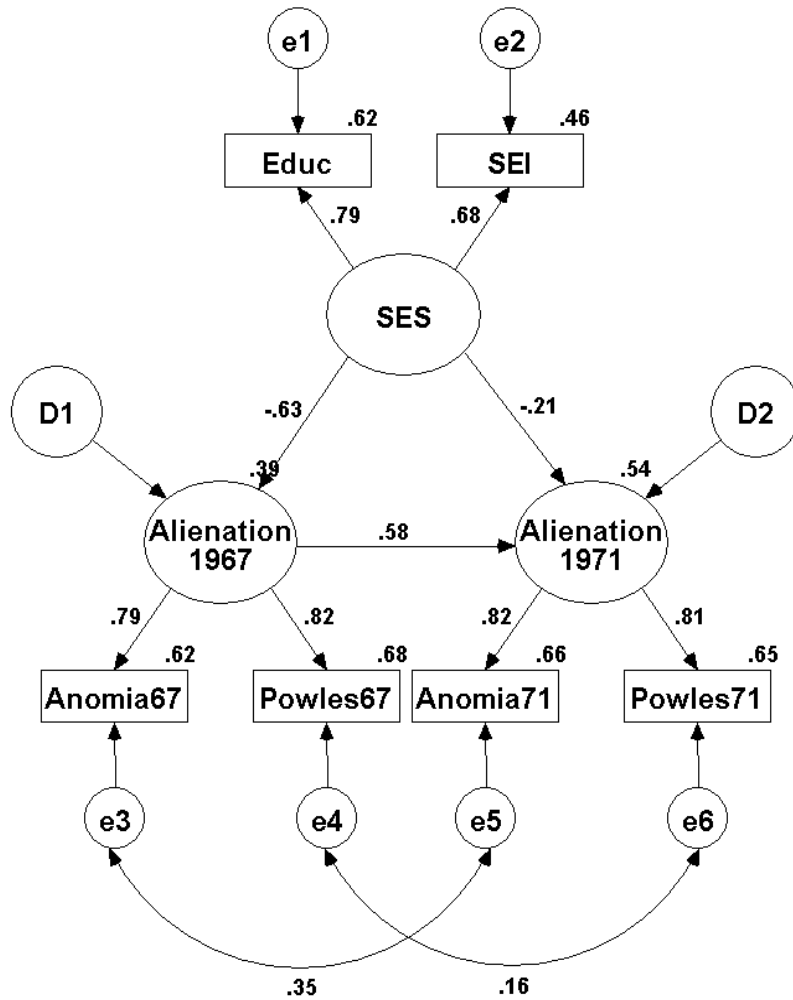 e1
e2
.62
.46
Educ
SEI
.79
.68
SES
D1
D2
-.63
-.21
.39
.54
Alienation
1967
Alienation
1971
.58
.79
.82
.82
.81
.62
.68
.66
.65
Anomia67
Powles67
Anomia71
Powles71
e3
e4
e5
e6
.35
.16